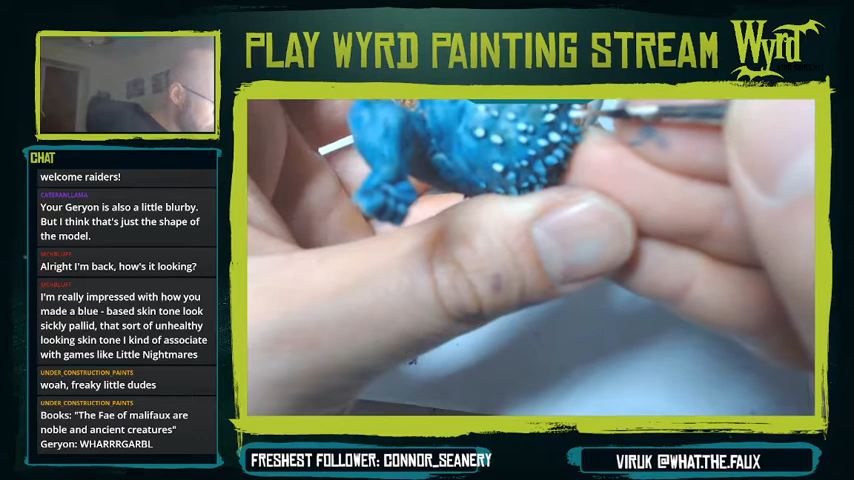 PLAY WYRD PAINTING STREAM
Wyrd
CHAT
welcome raiders!
CATERANLLAMA
Your Geryon is also a little blurby.
But I think that's just the shape of
the model.
Alright I'm back, how's it looking?
I'm really impressed with how you
made a blue - based skin tone look
sickly pallid, that sort of unhealthy
looking skin tone I kind of associate
with games like Little Nightmares
UNDER_CONSTRUCTION_PAINTS
woah, freaky little dudes
UNDER_CONSTRUCTION_PAINTS
Books: "The Fae of malifaux are
noble and ancient creatures"
Geryon: WHARRRGARBL
FRESHEST FOLLOWER: CONNOR_SEANERY
VIRUK @WHAT.THE.FAUX